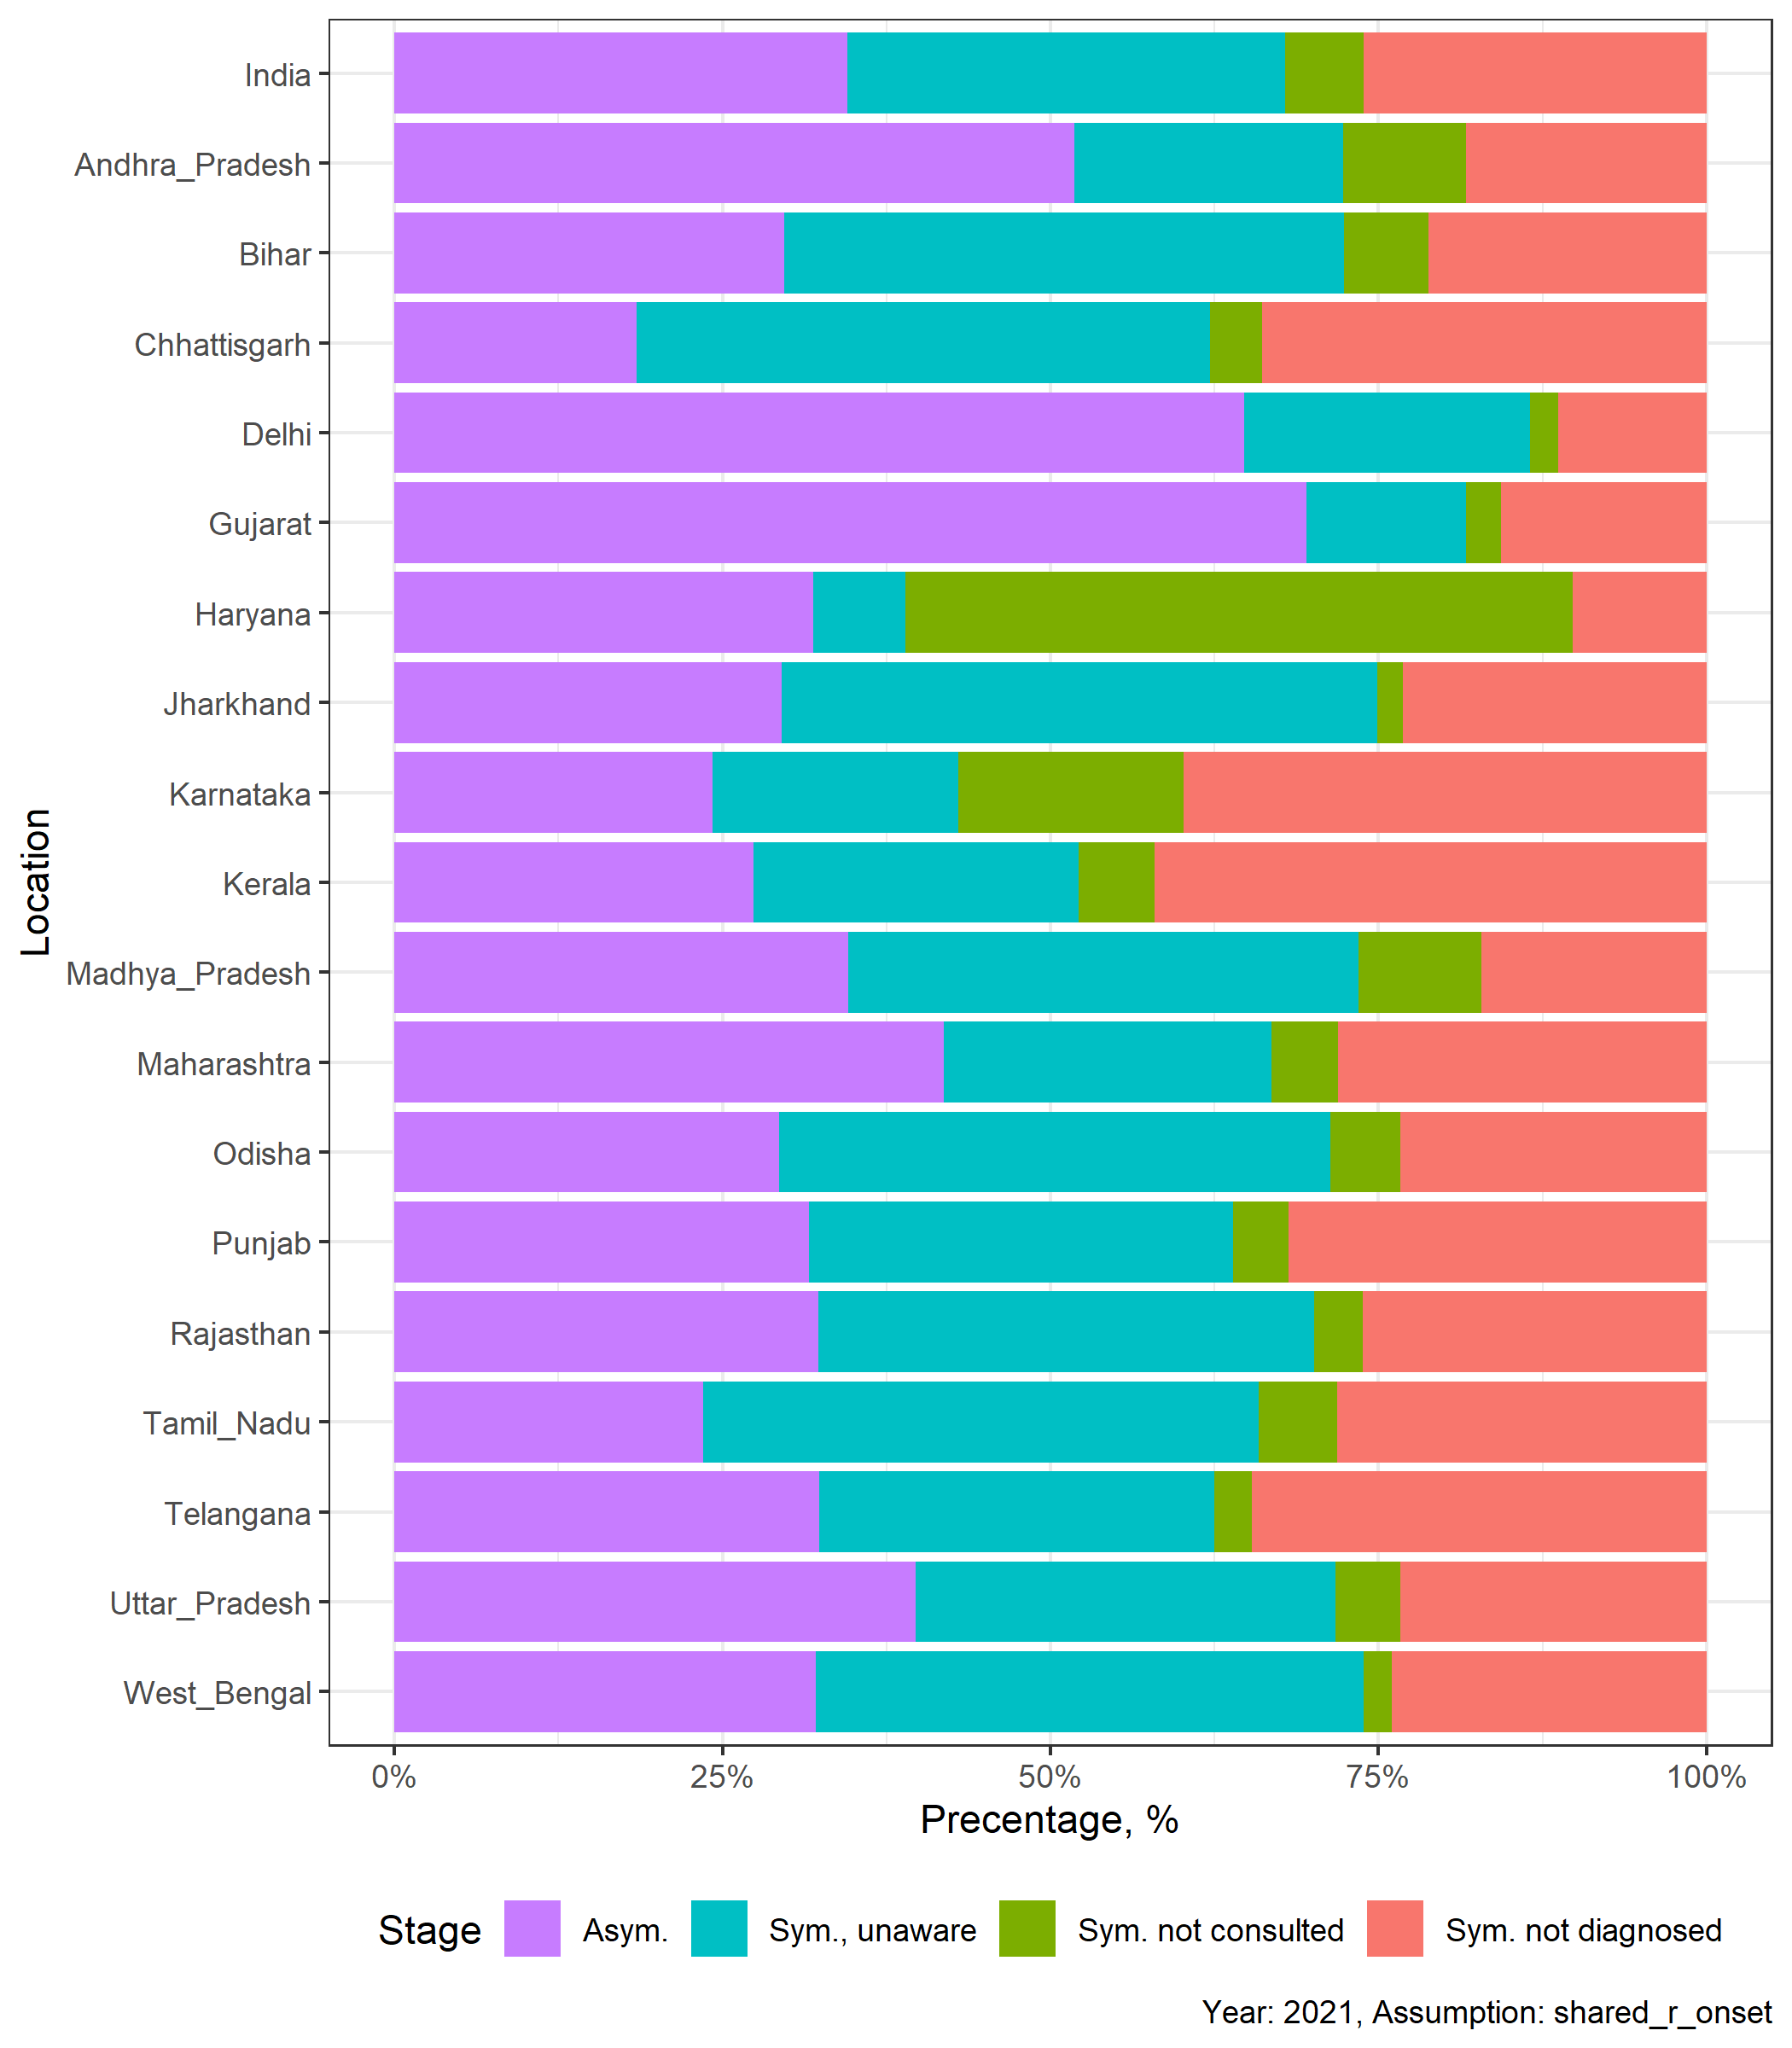 India
Andhra_Pradesh
Bihar
Chhattisgarh
Delhi
Gujarat
Haryana
Jharkhand
Karnataka
Kerala
Madhya_Pradesh
Maharashtra
Odisha
Punjab
Rajasthan
Tamil_Nadu
Telangana
Uttar_Pradesh
West_Bengal
Location
0% 25% 50% 75% 100%
Precentage, %
Stage Asym. Sym., unaware Sym. not consulted Sym. not diagnosed
Year: 2021, Assumption: shared_r_onset